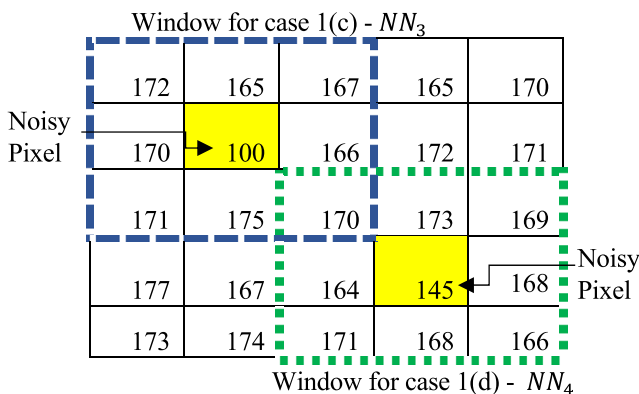 Window for case 1(c) - NN₃
172 165 167 165 170
Noisy
Pixel
170 100 166 172 171
171 175 170 173 169
177 167 164 145 168
Noisy
Pixel
173 174 171 168 166
Window for case 1(d) - NN₄